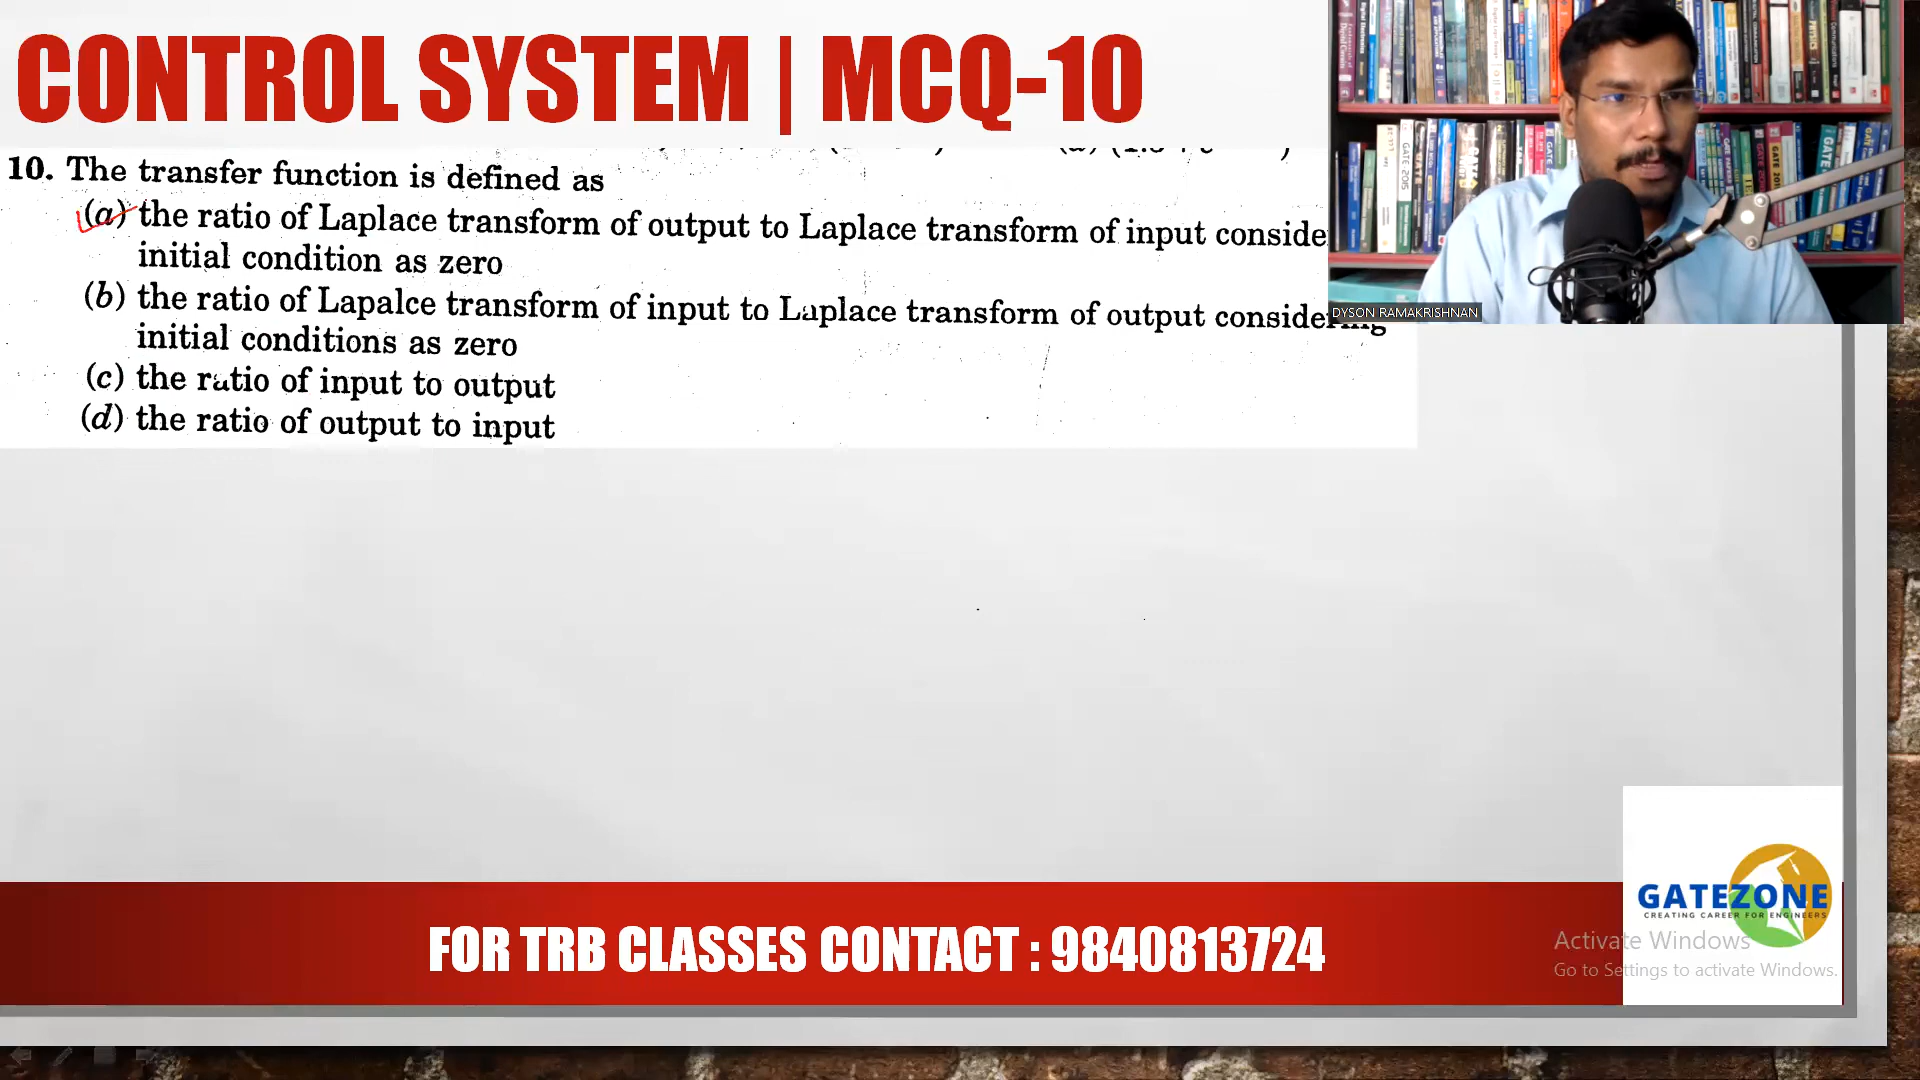 CONTROL SYSTEM | MCQ-10
10. The transfer function is defined as
(a) the ratio of Laplace transform of output to Laplace transform of input conside
initial condition as zero
(b) the ratio of Lapalce transform of input to Laplace transform of output considering
initial conditions as zero
(c) the ratio of input to output
(d) the ratio of output to input
DYSON RAMAKRISHNAN
GATEZONE
CREATING CAREER FOR ENGINEERS
FOR TRB CLASSES CONTACT : 9840813724
Activate Windows
Go to Settings to activate Windows.